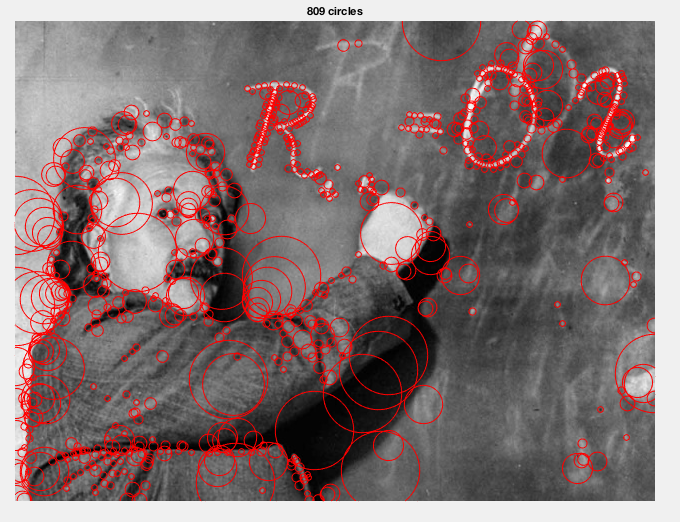 809 circles
R = 0